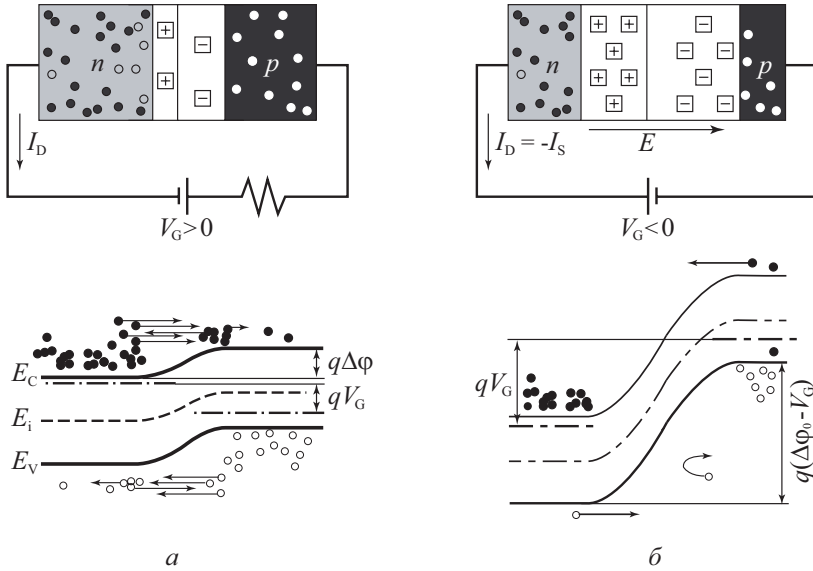 n
p
I_D
V_G>0
n
p
I_D = -I_S
E
V_G<0
E_C
E_i
E_V
qΔφ
qV_G
а
qV_G
q(Δφ_0-V_G)
б